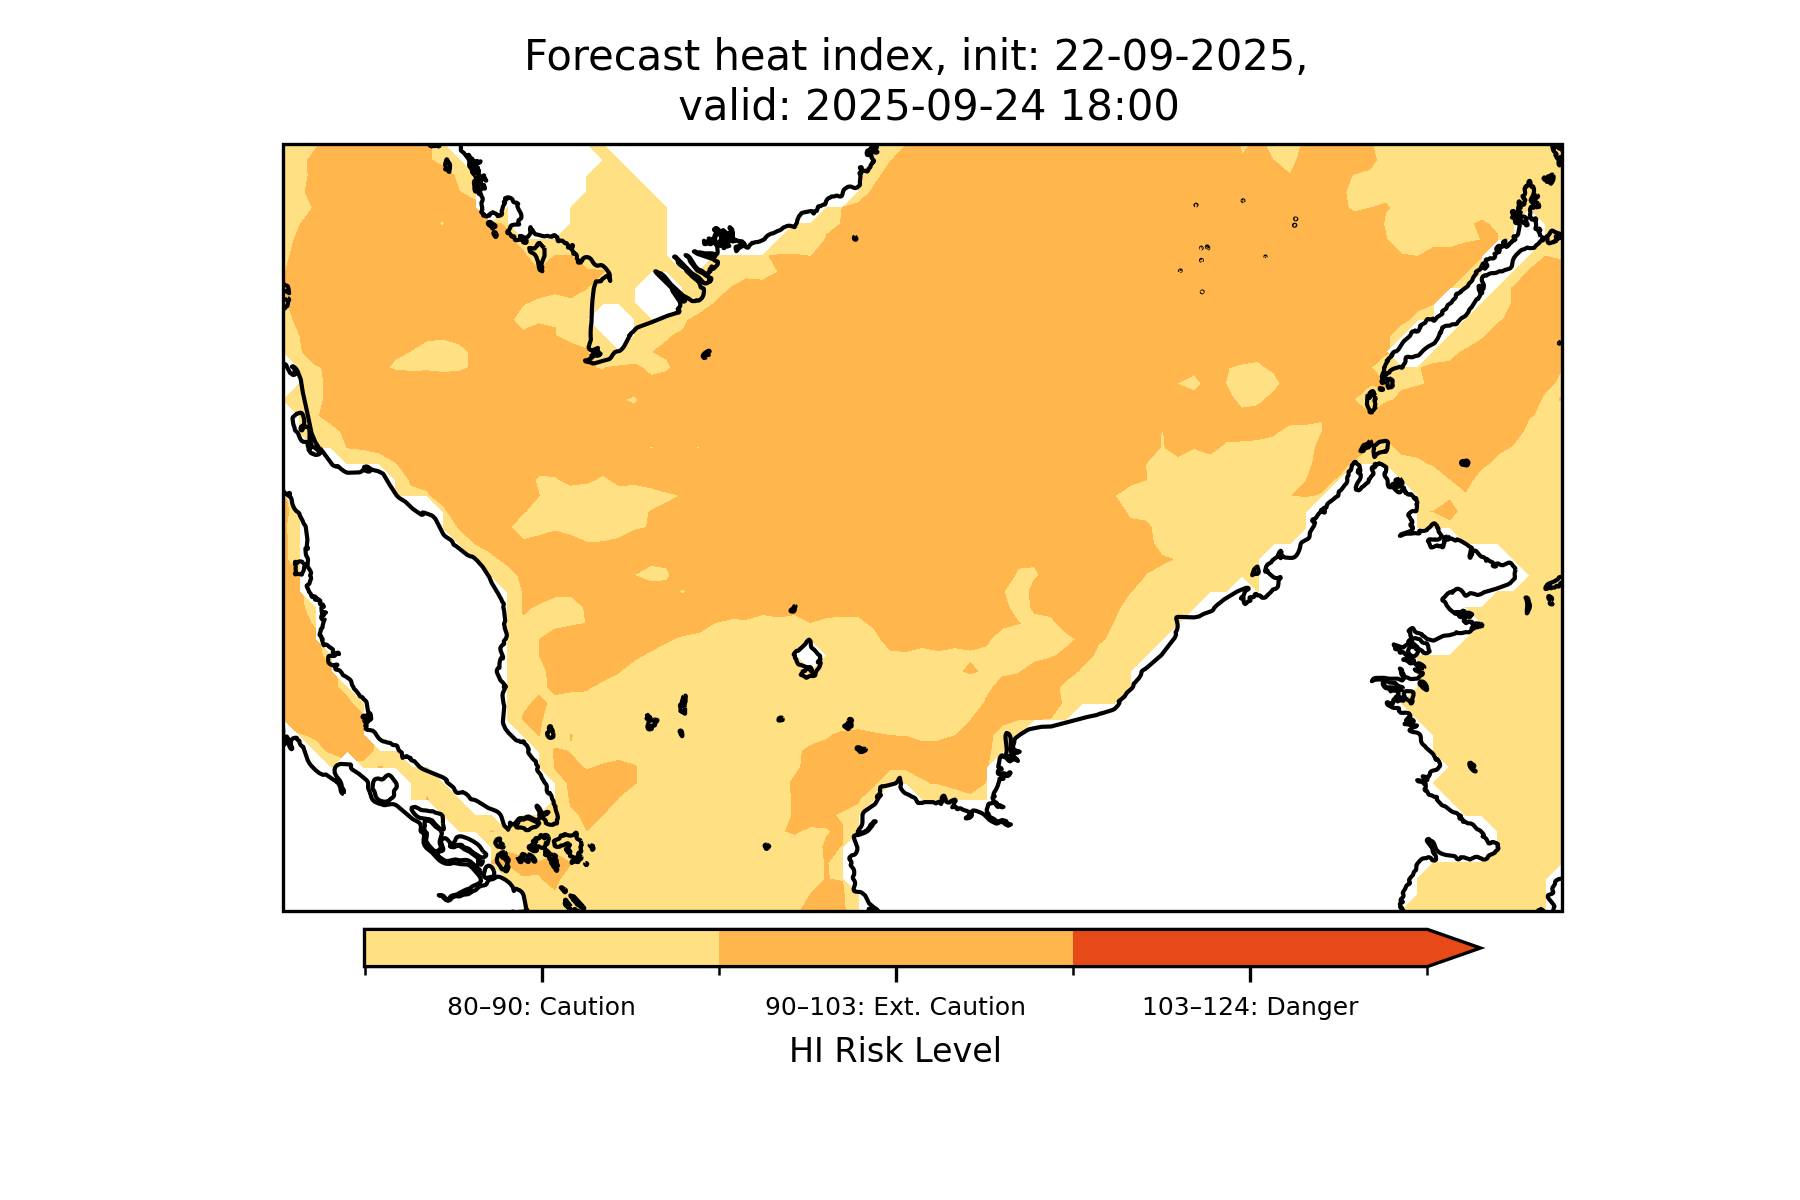 Forecast heat index, init: 22-09-2025,
valid: 2025-09-24 18:00
80–90: Caution
90–103: Ext. Caution
103–124: Danger
HI Risk Level